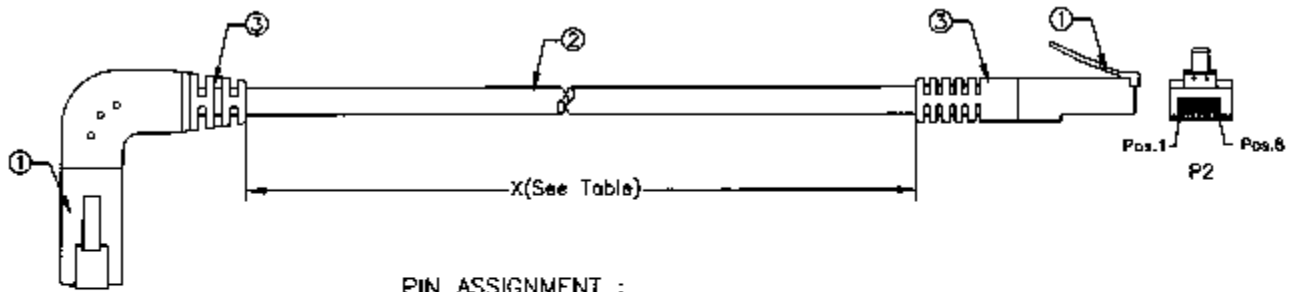 ③
②
③
①
①
Pos.1
Pos.8
P2
X(See Table)
PIN ASSIGNMENT :